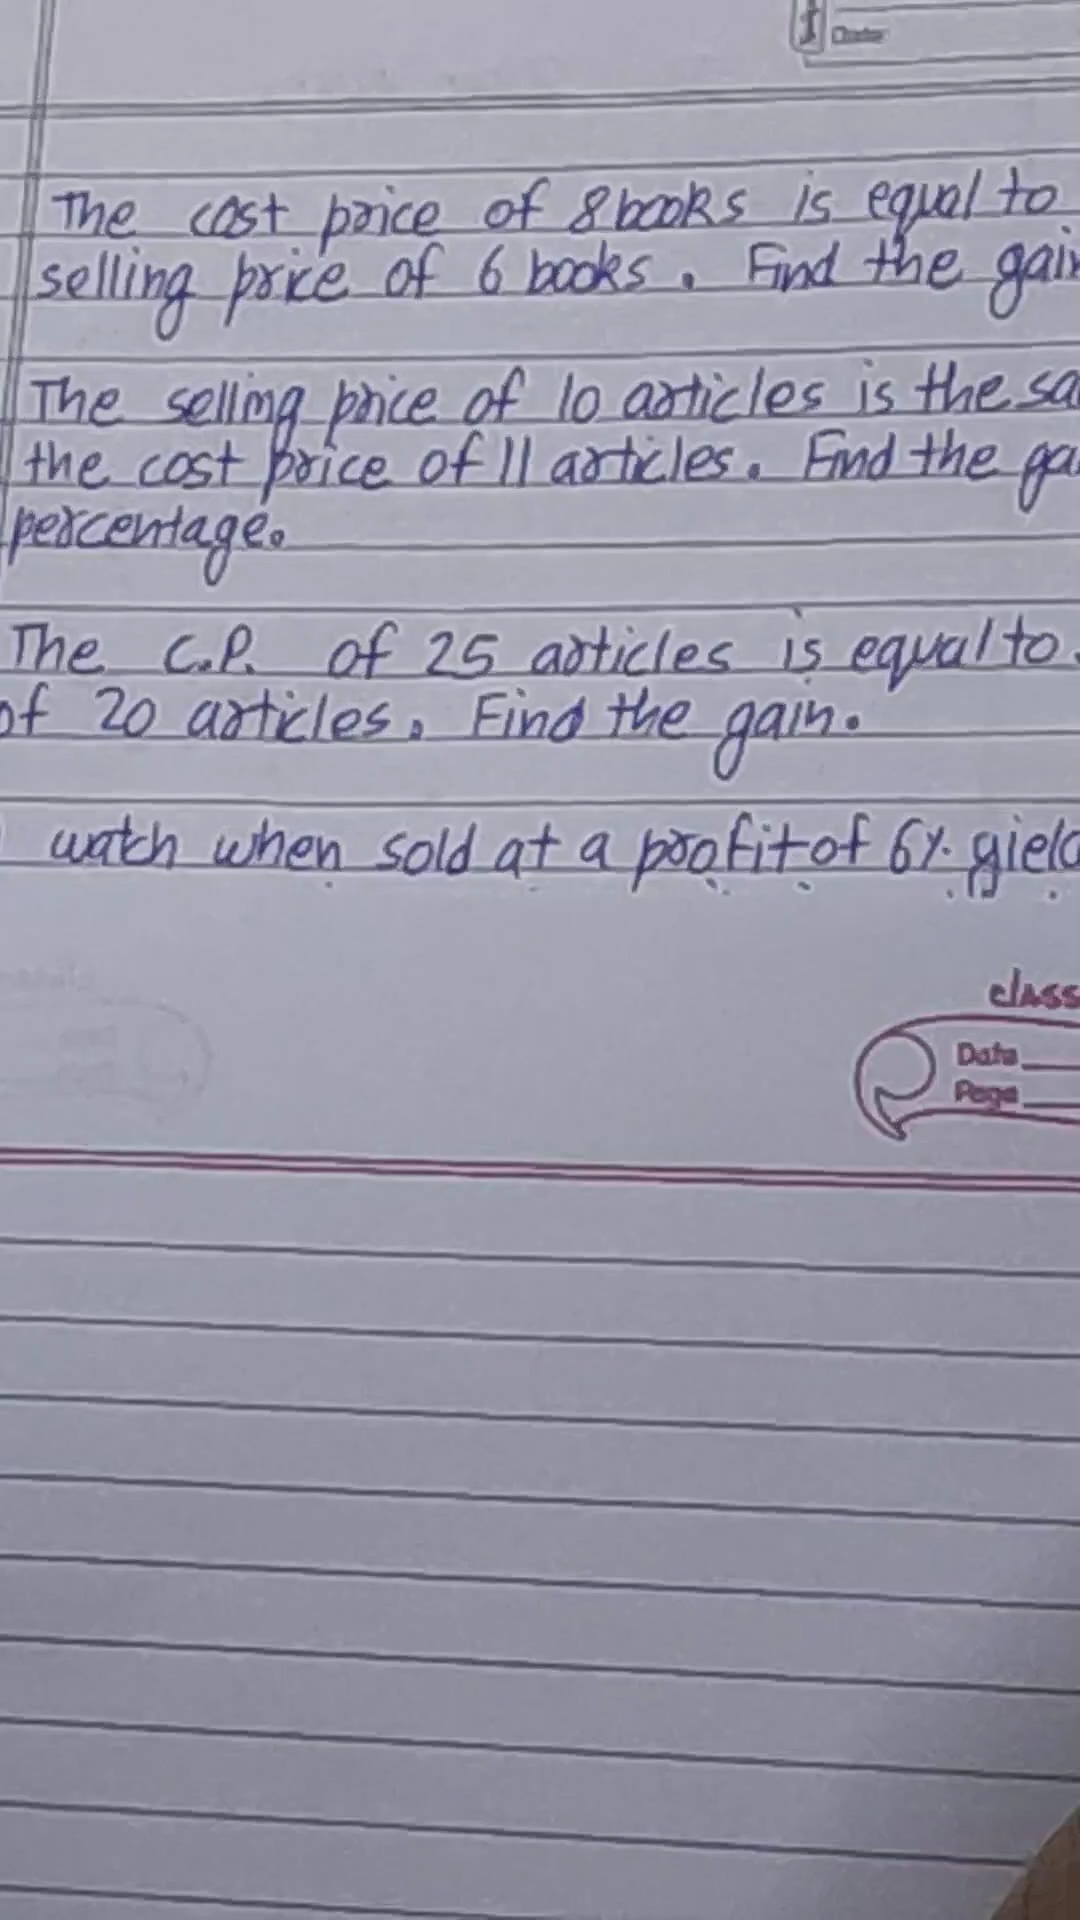 The cost price of 8 books is equal to
selling price of 6 books. Find the gain
The selling price of 10 articles is the sa
the cost price of 11 articles. Find the ga
percentage.
The C.P. of 25 articles is equal to
of 20 articles. Find the gain.
watch when sold at a profit of 6%. yield
class
Date
Page